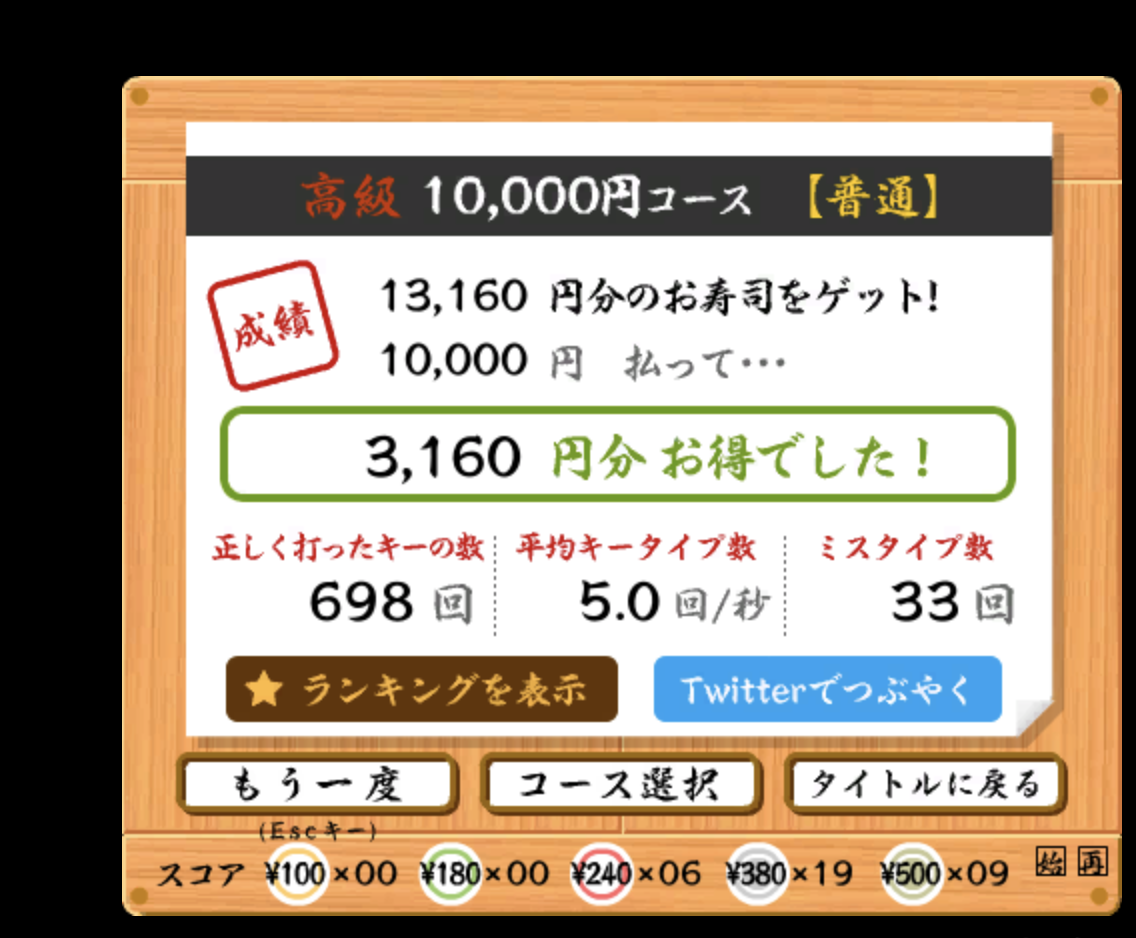 高級 10,000円コース 【普通】
成績
13,160 円分のお寿司をゲット!
10,000 円 払って…
3,160 円分 お得でした！
正しく打ったキーの数 平均キータイプ数 ミスタイプ数
698 回 5.0 回/秒 33 回
★ ランキングを表示 Twitterでつぶやく
もう一度 コース選択 タイトルに戻る
(Escキー)
スコア ¥100×00 ¥180×00 ¥240×06 ¥380×19 ¥500×09 始 再